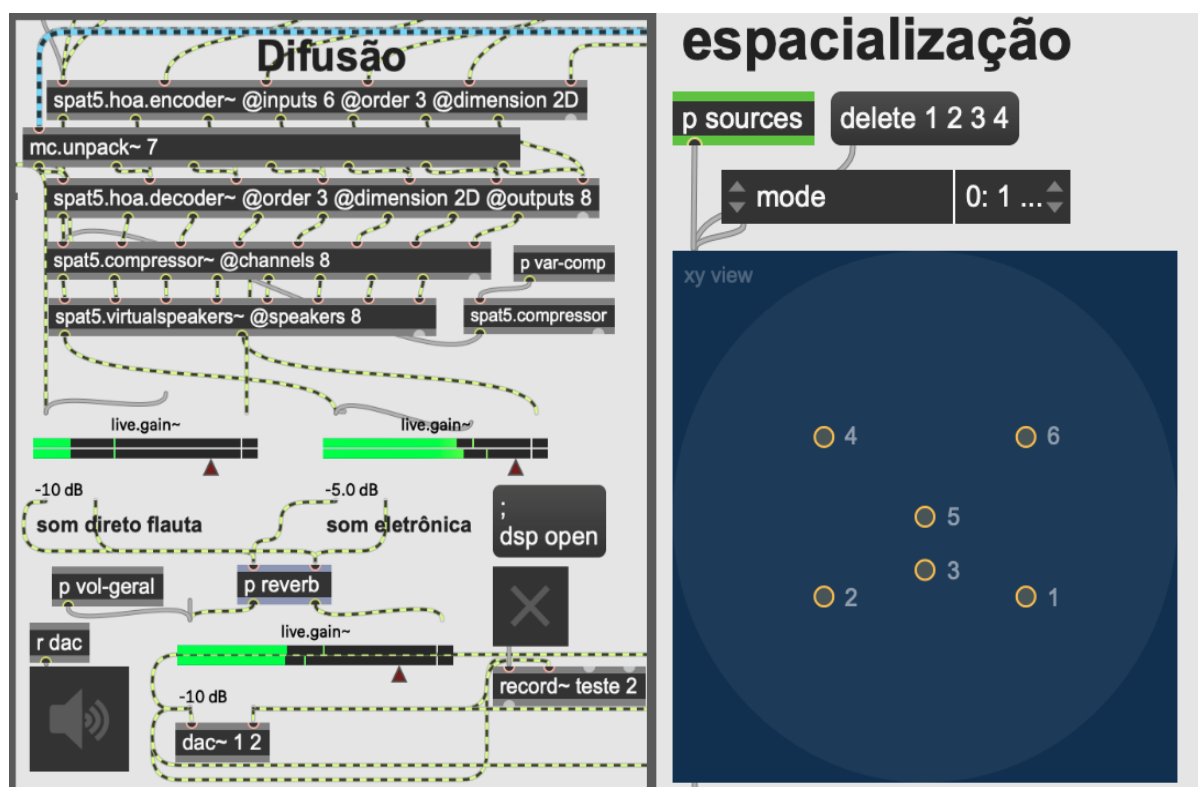 Difusão
spat5.hoa.encoder~ @inputs 6 @order 3 @dimension 2D
mc.unpack~ 7
spat5.hoa.decoder~ @order 3 @dimension 2D @outputs 8
spat5.compressor~ @channels 8
p var-comp
spat5.virtualspeakers~ @speakers 8
spat5.compressor
live.gain~
live.gain~
-10 dB
-5.0 dB
som direto flauta
som eletrônica
;
dsp open
p vol-geral
p reverb
live.gain~
r dac
record~ teste 2
-10 dB
dac~ 1 2
espacialização
p sources
delete 1 2 3 4
mode
0: 1 ...
xy view
4
6
5
3
2
1